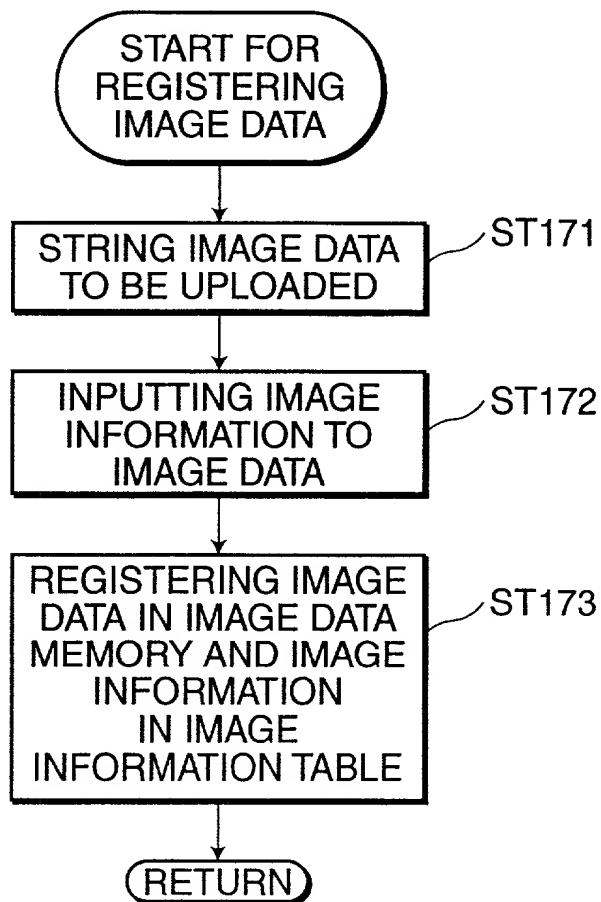 START FOR
REGISTERING
IMAGE DATA
STRING IMAGE DATA
TO BE UPLOADED
ST171
INPUTTING IMAGE
INFORMATION TO
IMAGE DATA
ST172
REGISTERING IMAGE
DATA IN IMAGE DATA
MEMORY AND IMAGE
INFORMATION
IN IMAGE
INFORMATION TABLE
ST173
RETURN